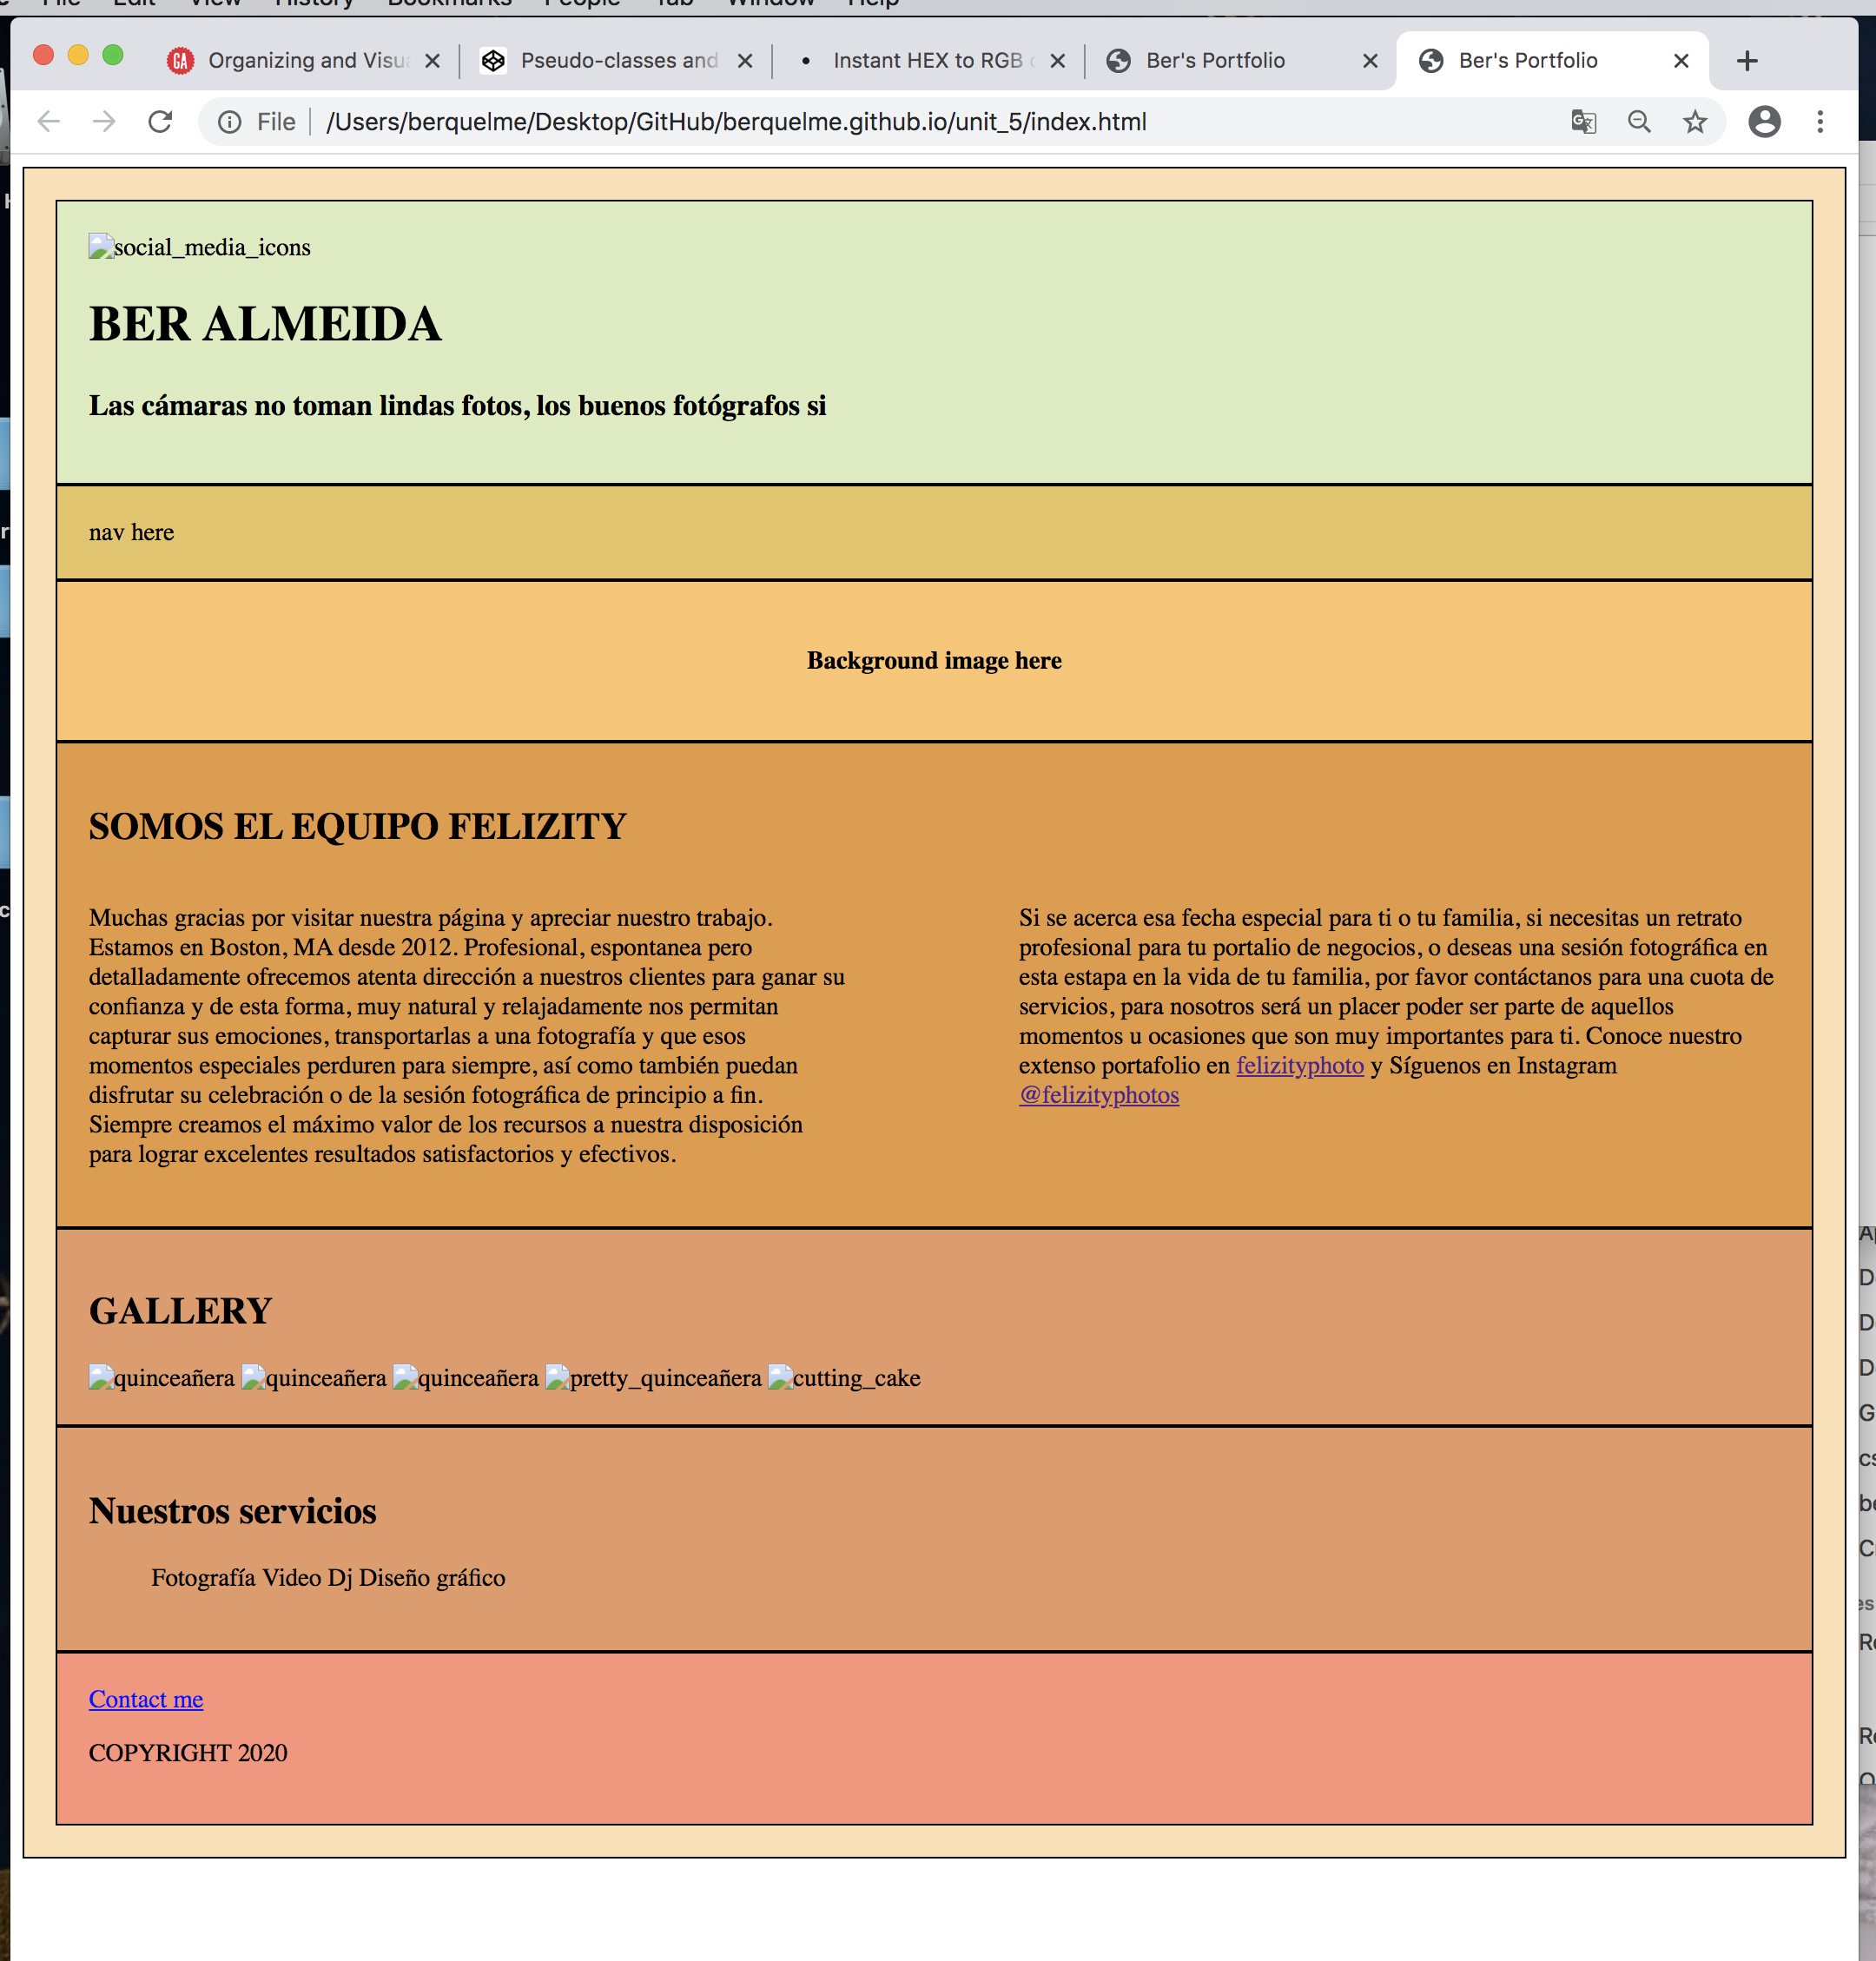 File Edit View History Bookmarks People Tab Window Help
Organizing and Visu
Pseudo-classes and
Instant HEX to RGB
Ber's Portfolio
Ber's Portfolio
File /Users/berquelme/Desktop/GitHub/berquelme.github.io/unit_5/index.html
social_media_icons
BER ALMEIDA
Las cámaras no toman lindas fotos, los buenos fotógrafos si
nav here
Background image here
SOMOS EL EQUIPO FELIZITY
Muchas gracias por visitar nuestra página y apreciar nuestro trabajo.
Estamos en Boston, MA desde 2012. Profesional, espontanea pero
detalladamente ofrecemos atenta dirección a nuestros clientes para ganar su
confianza y de esta forma, muy natural y relajadamente nos permitan
capturar sus emociones, transportarlas a una fotografía y que esos
momentos especiales perduren para siempre, así como también puedan
disfrutar su celebración o de la sesión fotográfica de principio a fin.
Siempre creamos el máximo valor de los recursos a nuestra disposición
para lograr excelentes resultados satisfactorios y efectivos.
Si se acerca esa fecha especial para ti o tu familia, si necesitas un retrato
profesional para tu portalio de negocios, o deseas una sesión fotográfica en
esta estapa en la vida de tu familia, por favor contáctanos para una cuota de
servicios, para nosotros será un placer poder ser parte de aquellos
momentos u ocasiones que son muy importantes para ti. Conoce nuestro
extenso portafolio en felizityphoto y Síguenos en Instagram
@felizityphotos
GALLERY
quinceañera quinceañera quinceañera pretty_quinceañera cutting_cake
Nuestros servicios
Fotografía Video Dj Diseño gráfico
Contact me
COPYRIGHT 2020